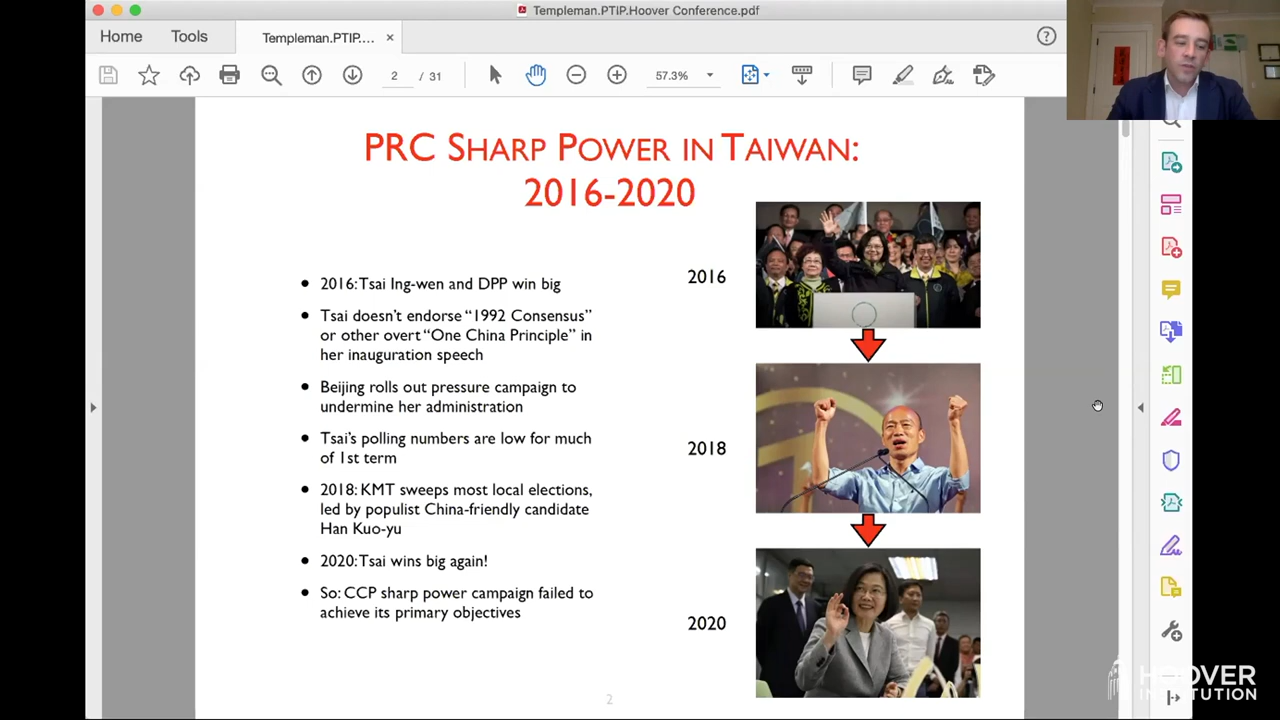 Templeman.PTIP.Hoover Conference.pdf
Home
Tools
Templeman.PTIP....
2 / 31
57.3%
PRC SHARP POWER IN TAIWAN:
2016-2020
• 2016: Tsai Ing-wen and DPP win big
• Tsai doesn't endorse "1992 Consensus"
or other overt "One China Principle" in
her inauguration speech
• Beijing rolls out pressure campaign to
undermine her administration
• Tsai's polling numbers are low for much
of 1st term
• 2018: KMT sweeps most local elections,
led by populist China-friendly candidate
Han Kuo-yu
• 2020: Tsai wins big again!
• So: CCP sharp power campaign failed to
achieve its primary objectives
2016
2018
2020
2
HOOVER
INSTITUTION